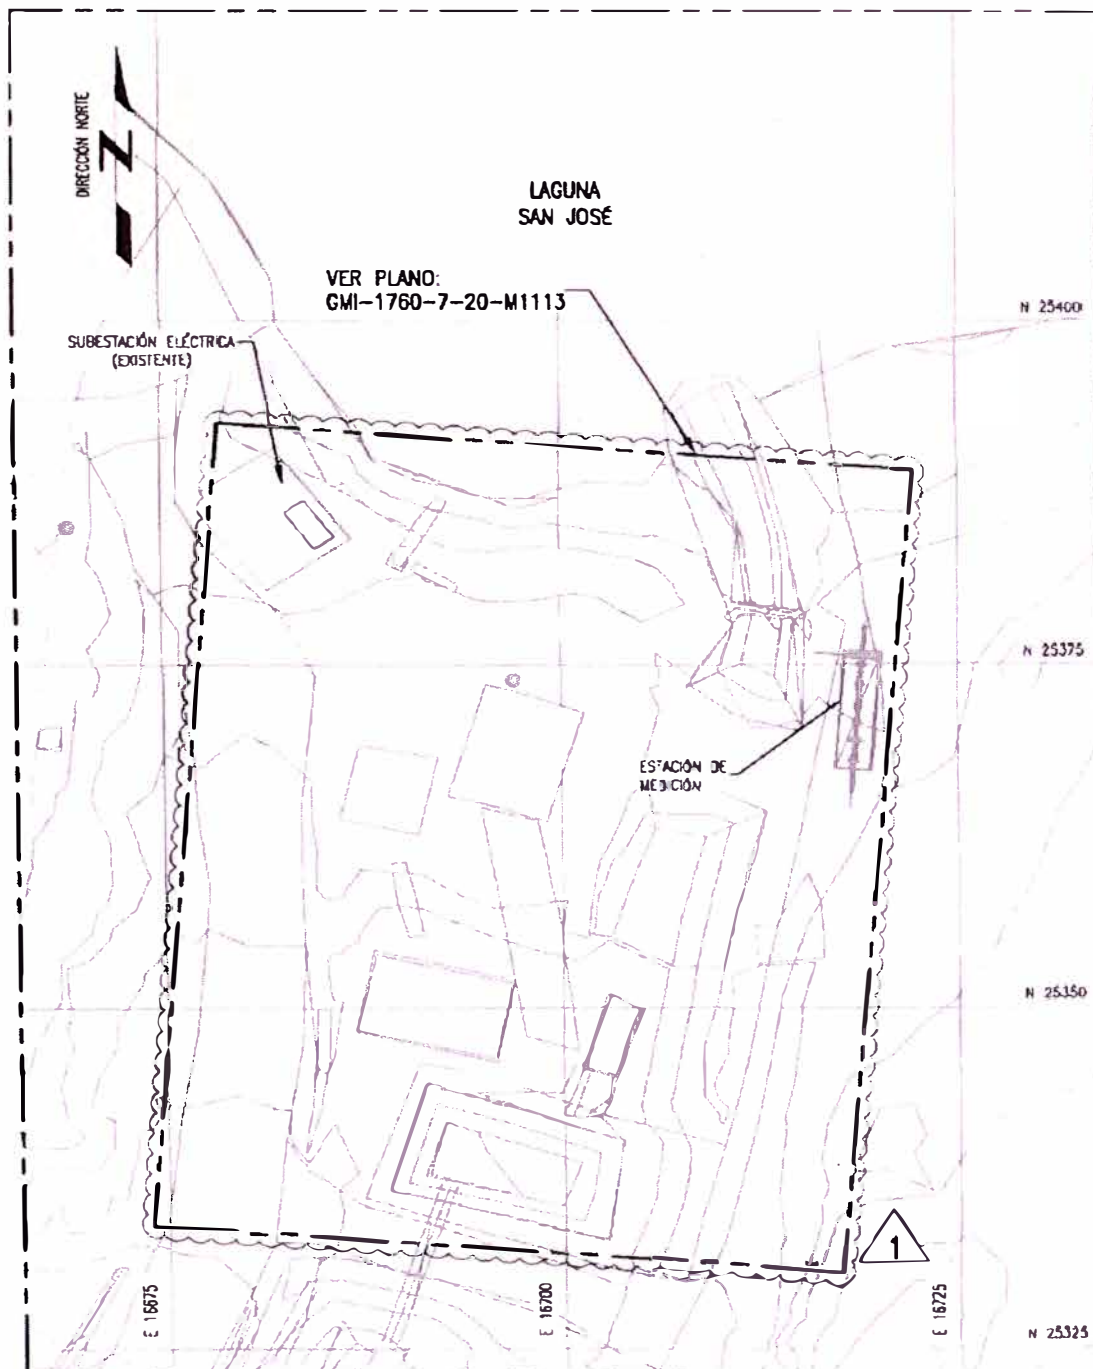 DIRECCIÓN NORTE
N
LAGUNA
SAN JOSÉ
VER PLANO:
GMI-1760-7-20-M1113
N 25400
SUBESTACIÓN ELÉCTRICA
(EXISTENTE)
N 25375
ESTACIÓN DE
MEDICIÓN
N 25350
1
E 16675
E 16700
E 16725
N 25325